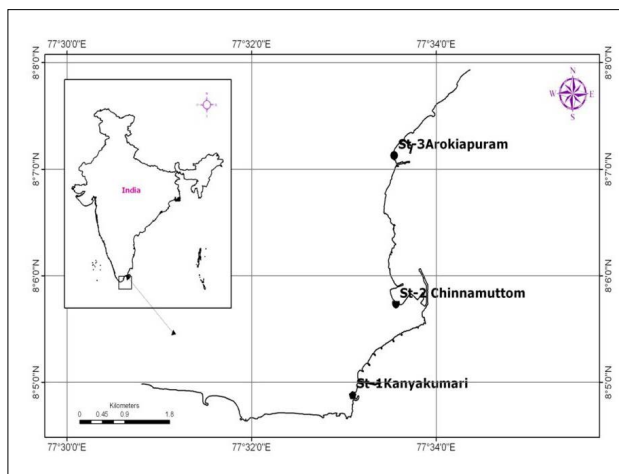 77°30'0"E 77°32'0"E 77°34'0"E
N
W E
S
8°8'0"N 8°8'0"N
St-3Arokiapuram
8°7'0"N 8°7'0"N
India
8°6'0"N 8°6'0"N
St-2 Chinnamuttom
8°5'0"N 8°5'0"N
St-1Kanyakumari
Kilometers
0 0.45 0.9 1.8
77°30'0"E 77°32'0"E 77°34'0"E